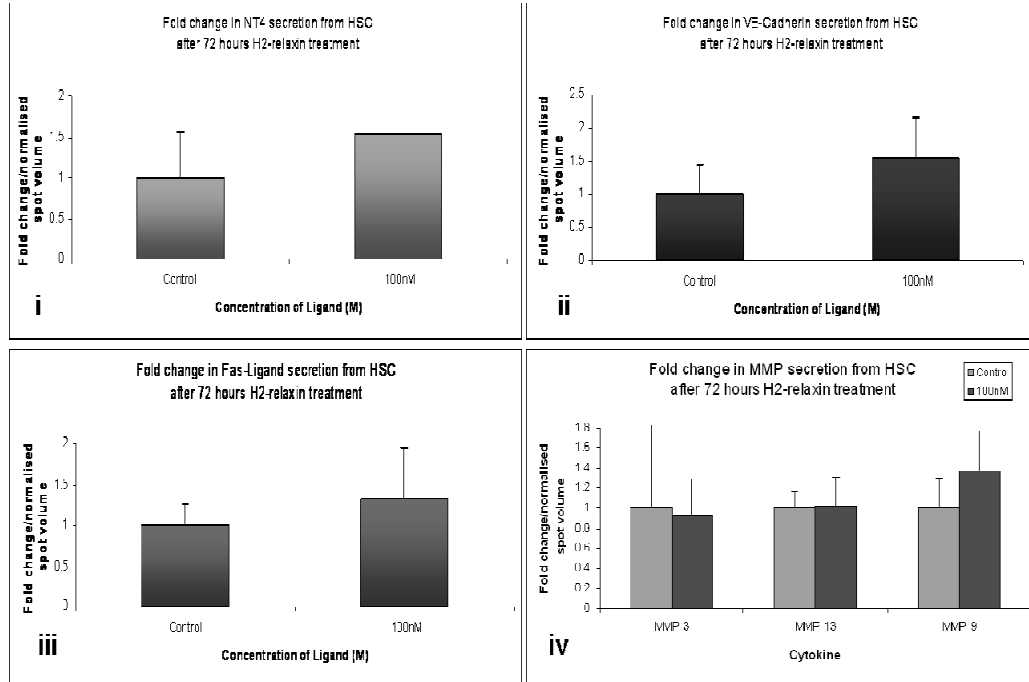 Fold change in NT4 secretion from HSC
after 72 hours H2-relaxin treatment
Fold change/normalised
spot volume
2
1.5
1
0.5
0
Control
100nM
Concentration of Ligand (M)
i
Fold change in VE-Cadherin secretion from HSC
after 72 hours H2-relaxin treatment
Fold change/normalised
spot volume
2.5
2
1.5
1
0.5
0
Control
100nM
Concentration of Ligand (M)
ii
Fold change in Fas-Ligand secretion from HSC
after 72 hours H2-relaxin treatment
Fold change/normalised
spot volume
2
1.5
1
0.5
0
Control
100nM
Concentration of Ligand (M)
iii
Fold change in MMP secretion from HSC
after 72 hours H2-relaxin treatment
Control
100nM
Fold change/normalised
spot volume
1.8
1.6
1.4
1.2
1
0.8
0.6
0.4
0.2
0
MMP 3
MMP 13
MMP 9
Cytokine
iv